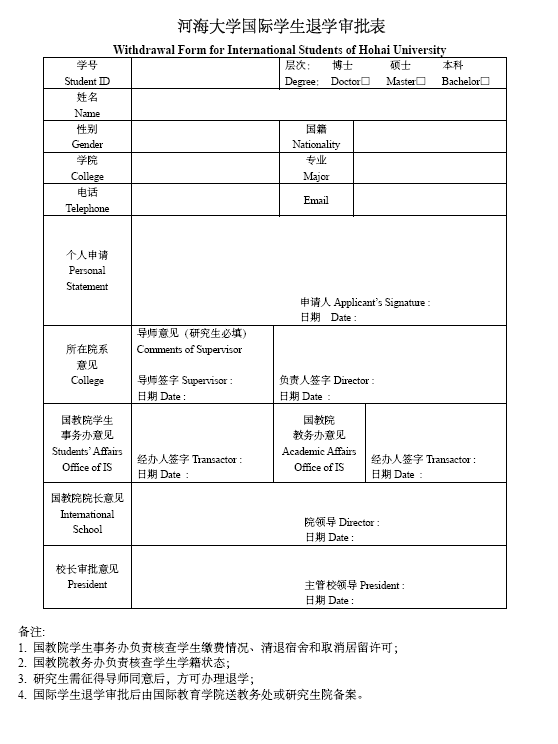 河海大学国际学生退学审批表
Withdrawal Form for International Students of Hohai University
学号
Student ID
层次: 博士 硕士 本科
Degree: Doctor□ Master□ Bachelor□
姓名
Name
性别
Gender
国籍
Nationality
学院
College
专业
Major
电话
Telephone
Email
个人申请
Personal
Statement
申请人 Applicant's Signature :
日期 Date :
所在院系
意见
College
导师意见（研究生必填）
Comments of Supervisor
导师签字 Supervisor :
日期 Date :
负责人签字 Director :
日期 Date :
国教院学生
事务办意见
Students' Affairs
Office of IS
经办人签字 Transactor :
日期 Date :
国教院
教务办意见
Academic Affairs
Office of IS
经办人签字 Transactor :
日期 Date :
国教院院长意见
International
School
院领导 Director :
日期 Date :
校长审批意见
President
主管校领导 President :
日期 Date :
备注:
1. 国教院学生事务办负责核查学生缴费情况、清退宿舍和取消居留许可；
2. 国教院教务办负责核查学生学籍状态；
3. 研究生需征得导师同意后，方可办理退学；
4. 国际学生退学审批后由国际教育学院送教务处或研究生院备案。